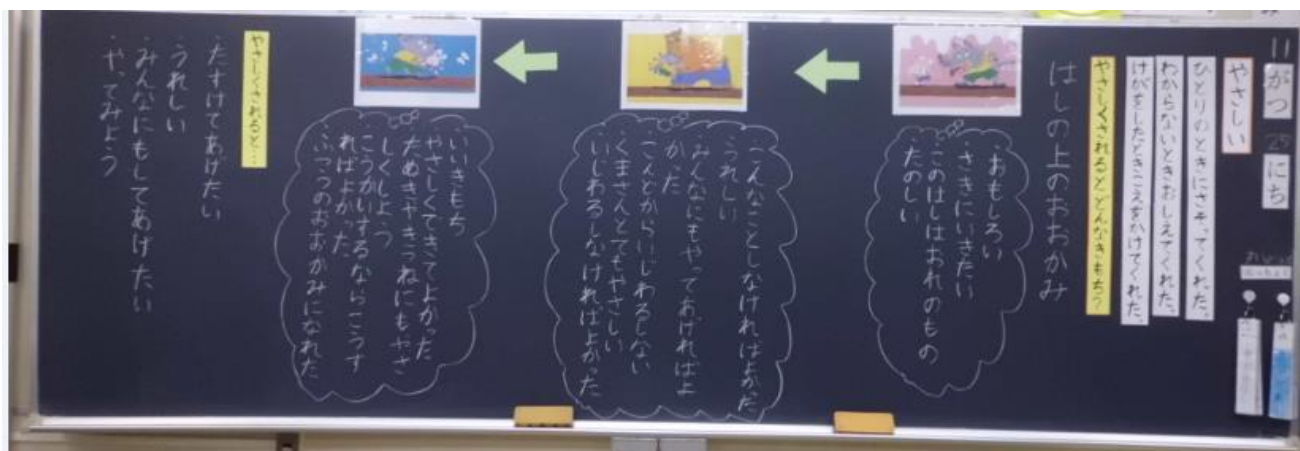 11がつ25にち
やさしい
ひとりのときにさそってくれた。
わからないときおしえてくれた。
けがをしたときこえをかけてくれた。
やさしくされるとどんなきもち?
はしの上のおおかみ
・おもしろい
・さきにいきたい
・このはしはおれのもの
・たのしい
・こんなことしなければよかった
・うれしい
・みんなにもやってあげればよ
かった
・こんどからいじわるしない
・くまさんとてもやさしい
・いじわるしなければよかった
・いいきもち
・やさしくできてよかった
・たぬきやきつねにもやさ
しくしよう
・こうかいするならこうす
ればよかった
・ふつうのおおかみになれた
やさしくされると…
・たすけてあげたい
・うれしい
・みんなにもしてあげたい
・やってみよう